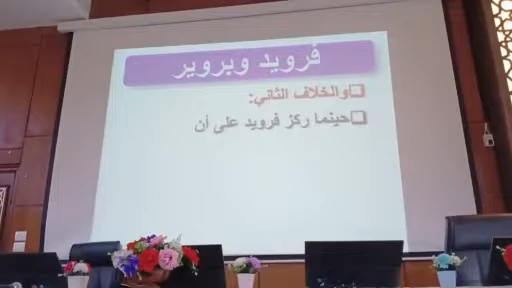 فرويد وبروير
والخلاف الثاني:
حينما ركز فرويد على أن